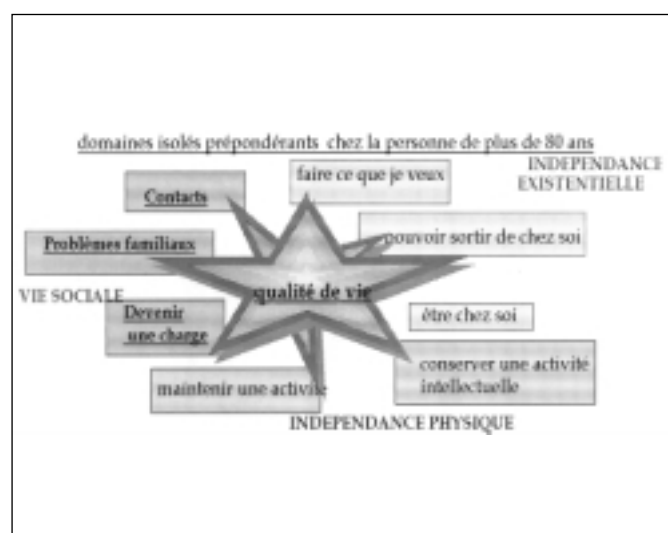 domaines isolés prépondérants chez la personne de plus de 80 ans
INDEPENDANCE
EXISTENTIELLE
faire ce que je veux
Contacts
pouvoir sortir de chez soi
Problèmes familiaux
qualité de vie
VIE SOCIALE
Devenir
une charge
être chez soi
conserver une activité
intellectuelle
maintenir une activité
INDEPENDANCE PHYSIQUE